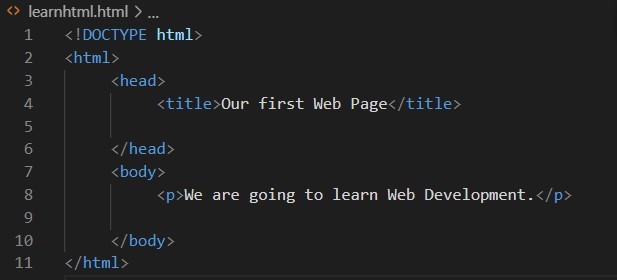 <> learnhtml.html > ...
1 <!DOCTYPE html>
2 <html>
3 <head>
4 <title>Our first Web Page</title>
5
6 </head>
7 <body>
8 <p>We are going to learn Web Development.</p>
9
10 </body>
11 </html>